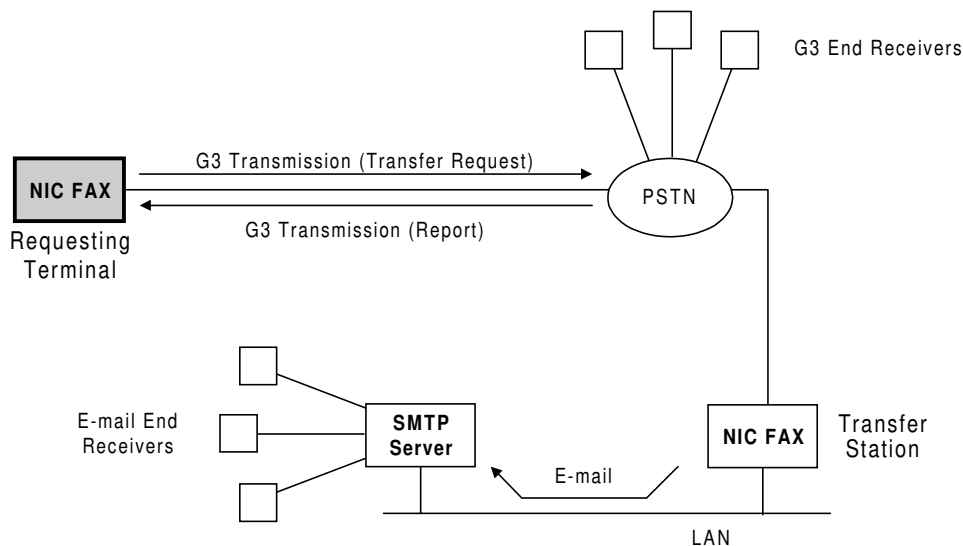 G3 End Receivers
G3 Transmission (Transfer Request)
NIC FAX
PSTN
G3 Transmission (Report)
Requesting
Terminal
E-mail End
Receivers
SMTP
Server
NIC FAX
Transfer
Station
E-mail
LAN